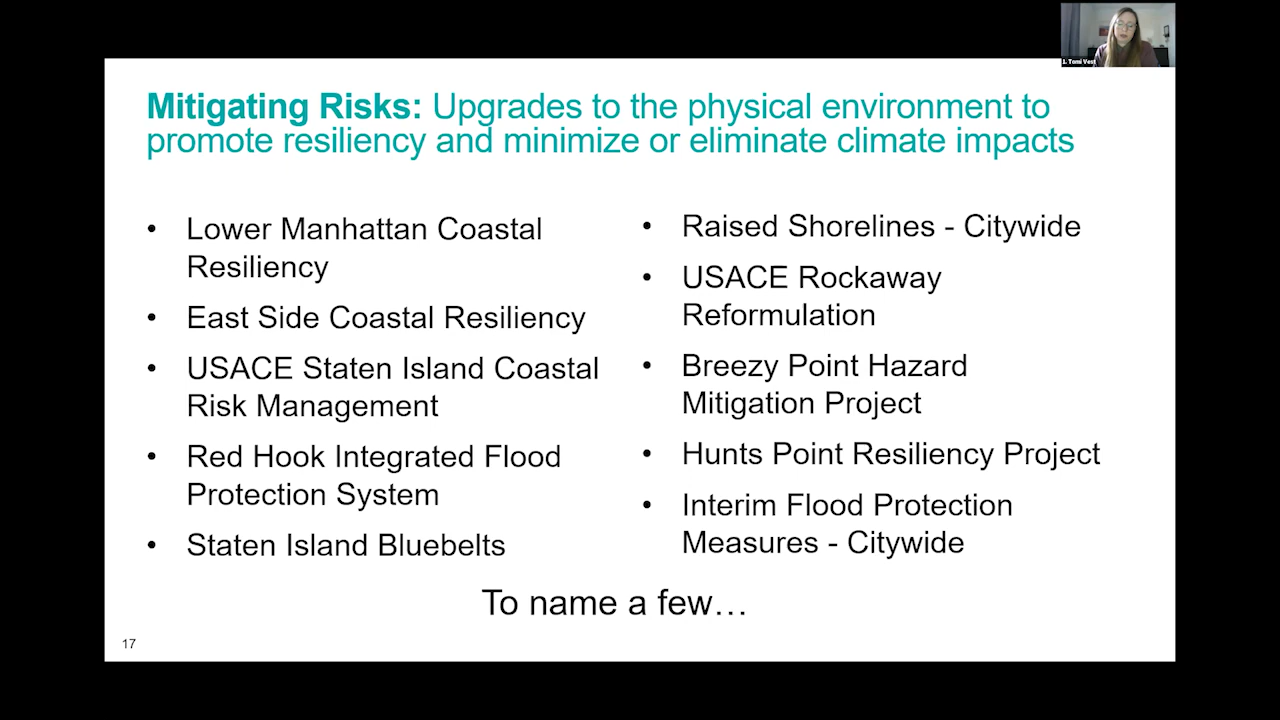 1. Tomi Vest
Mitigating Risks: Upgrades to the physical environment to
promote resiliency and minimize or eliminate climate impacts
• Lower Manhattan Coastal
Resiliency
• East Side Coastal Resiliency
• USACE Staten Island Coastal
Risk Management
• Red Hook Integrated Flood
Protection System
• Staten Island Bluebelts
• Raised Shorelines - Citywide
• USACE Rockaway
Reformulation
• Breezy Point Hazard
Mitigation Project
• Hunts Point Resiliency Project
• Interim Flood Protection
Measures - Citywide
To name a few…
17